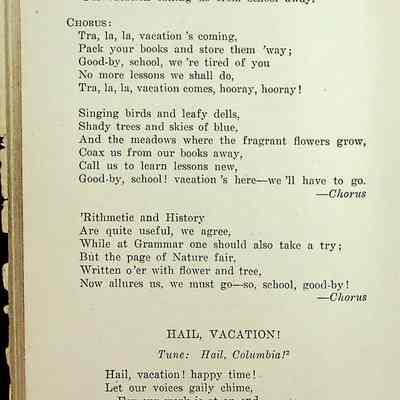 Chorus:
Tra, la, la, vacation 's coming,
Pack your books and store them 'way;
Good-by, school, we 're tired of you
No more lessons we shall do,
Tra, la, la, vacation comes, hooray, hooray!
Singing birds and leafy dells,
Shady trees and skies of blue,
And the meadows where the fragrant flowers grow,
Coax us from our books away,
Call us to learn lessons new,
Good-by, school! vacation 's here—we 'll have to go.
—Chorus
'Rithmetic and History
Are quite useful, we agree,
While at Grammar one should also take a try;
But the page of Nature fair,
Written o'er with flower and tree,
Now allures us, we must go—so, school, good-by!
—Chorus
HAIL, VACATION!
Tune: Hail, Columbia!²
Hail, vacation! happy time!
Let our voices gaily chime,